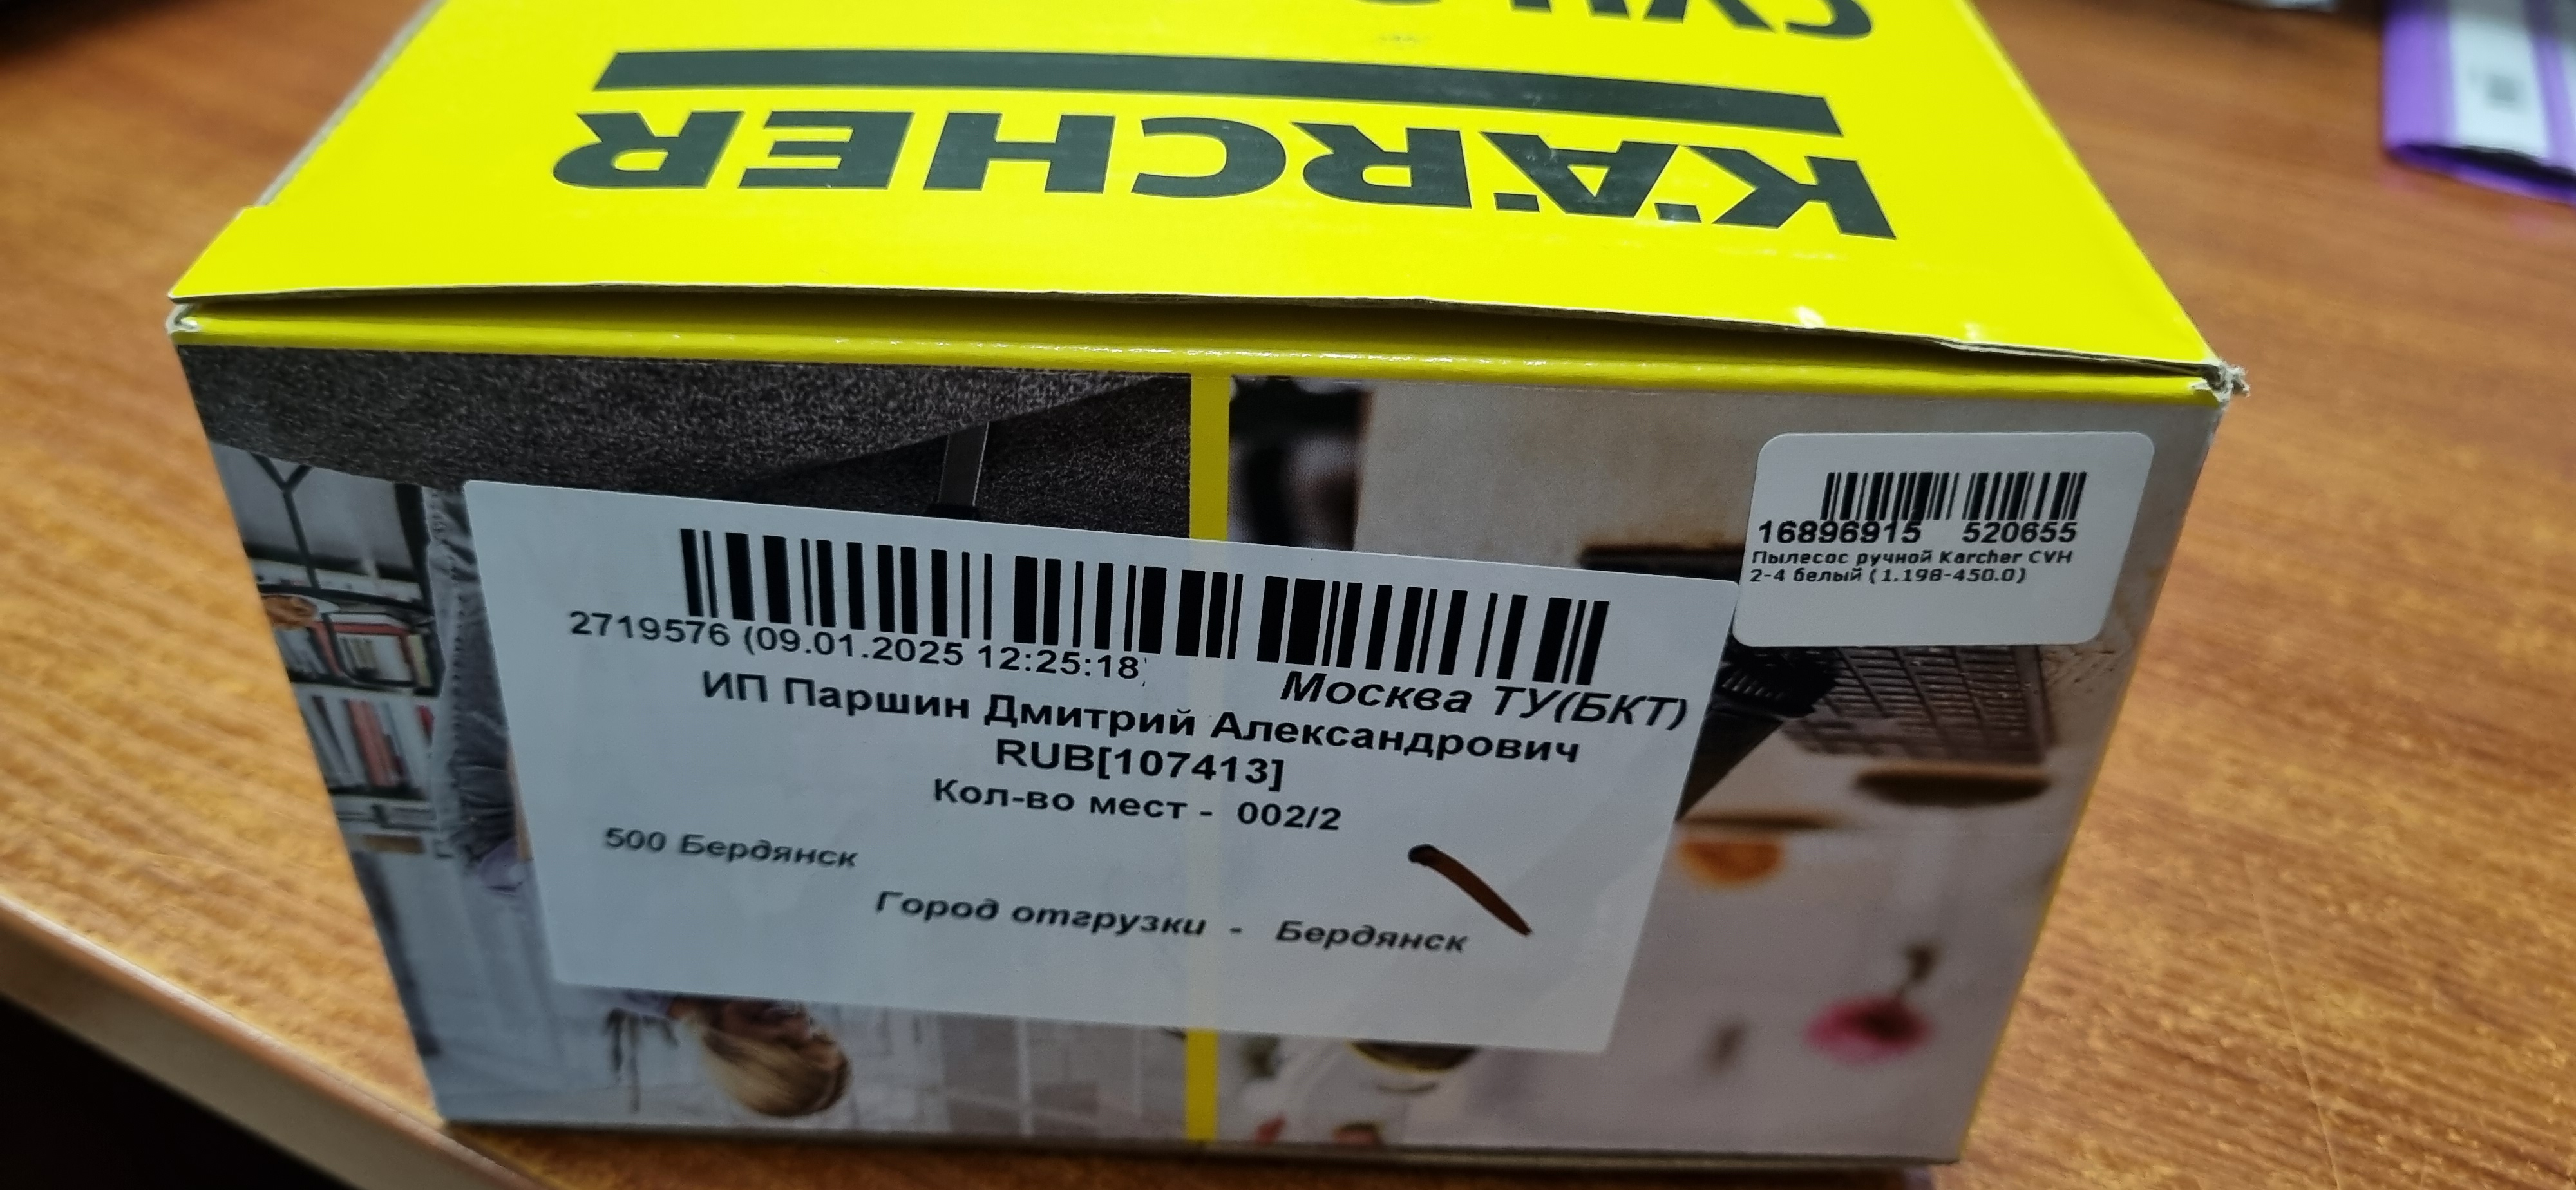 KÄRCHER
2719576 (09.01.2025 12:25:18
Москва ТУ(БКТ)
ИП Паршин Дмитрий Александрович
RUB[107413]
Кол-во мест - 002/2
500 Бердянск
Город отгрузки - Бердянск
16896915 520655
Пылесос ручной Karcher CVH
2-4 белый (1.198-450.0)